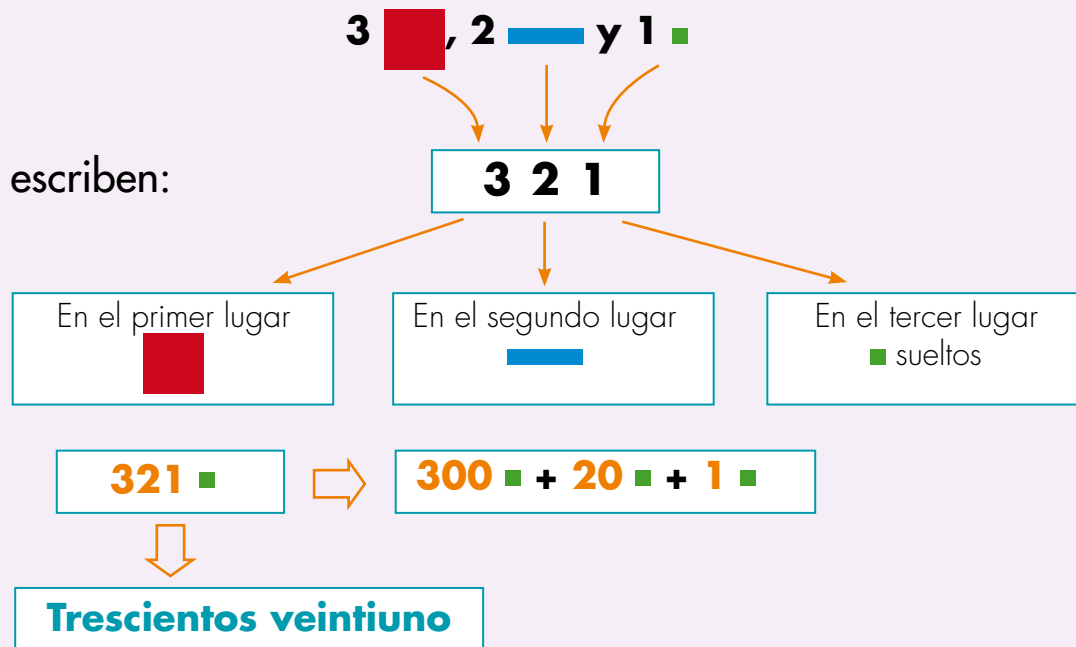 3 , 2 y 1
escriben:
3 2 1
En el primer lugar
En el segundo lugar
En el tercer lugar
sueltos
321
300 + 20 + 1
Trescientos veintiuno